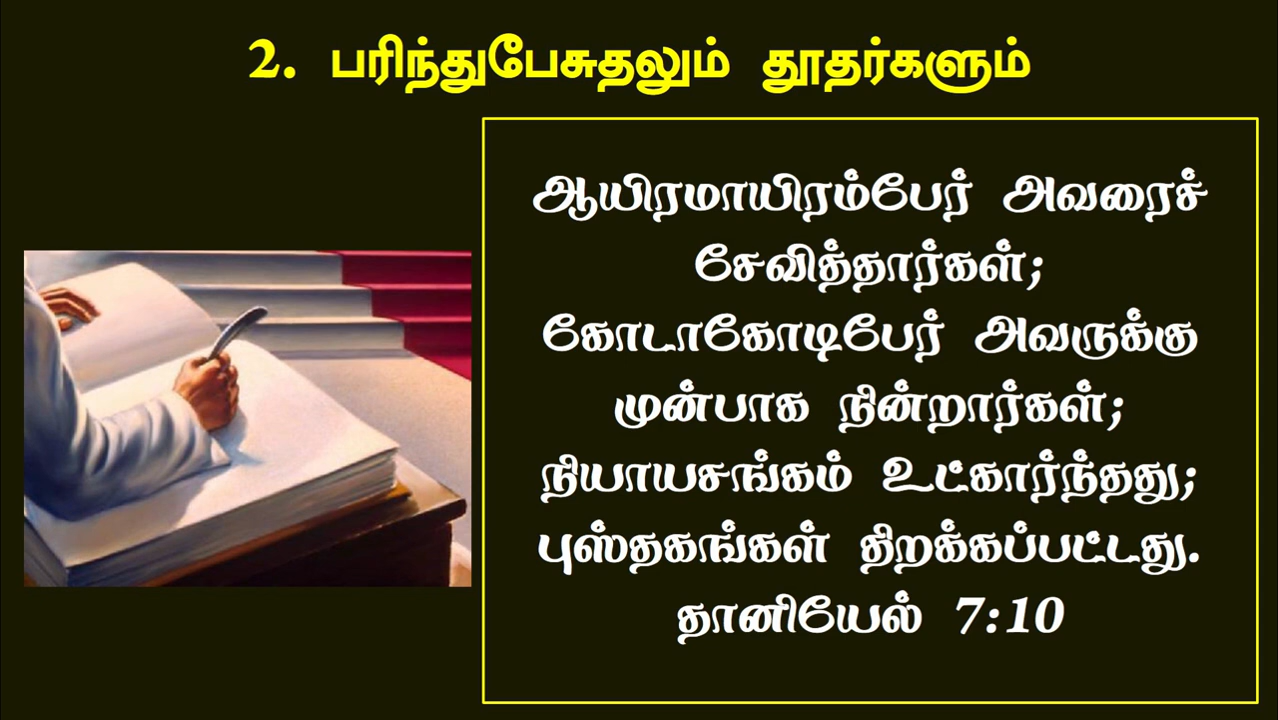 2. பரிந்துபேசுதலும் தூதர்களும்
ஆயிரமாயிரம்பேர் அவரைச்
சேவித்தார்கள்;
கோடாகோடிபேர் அவருக்கு
முன்பாக நின்றார்கள்;
நியாயசங்கம் உட்கார்ந்தது;
புஸ்தகங்கள் திறக்கப்பட்டது.
தானியேல் 7:10